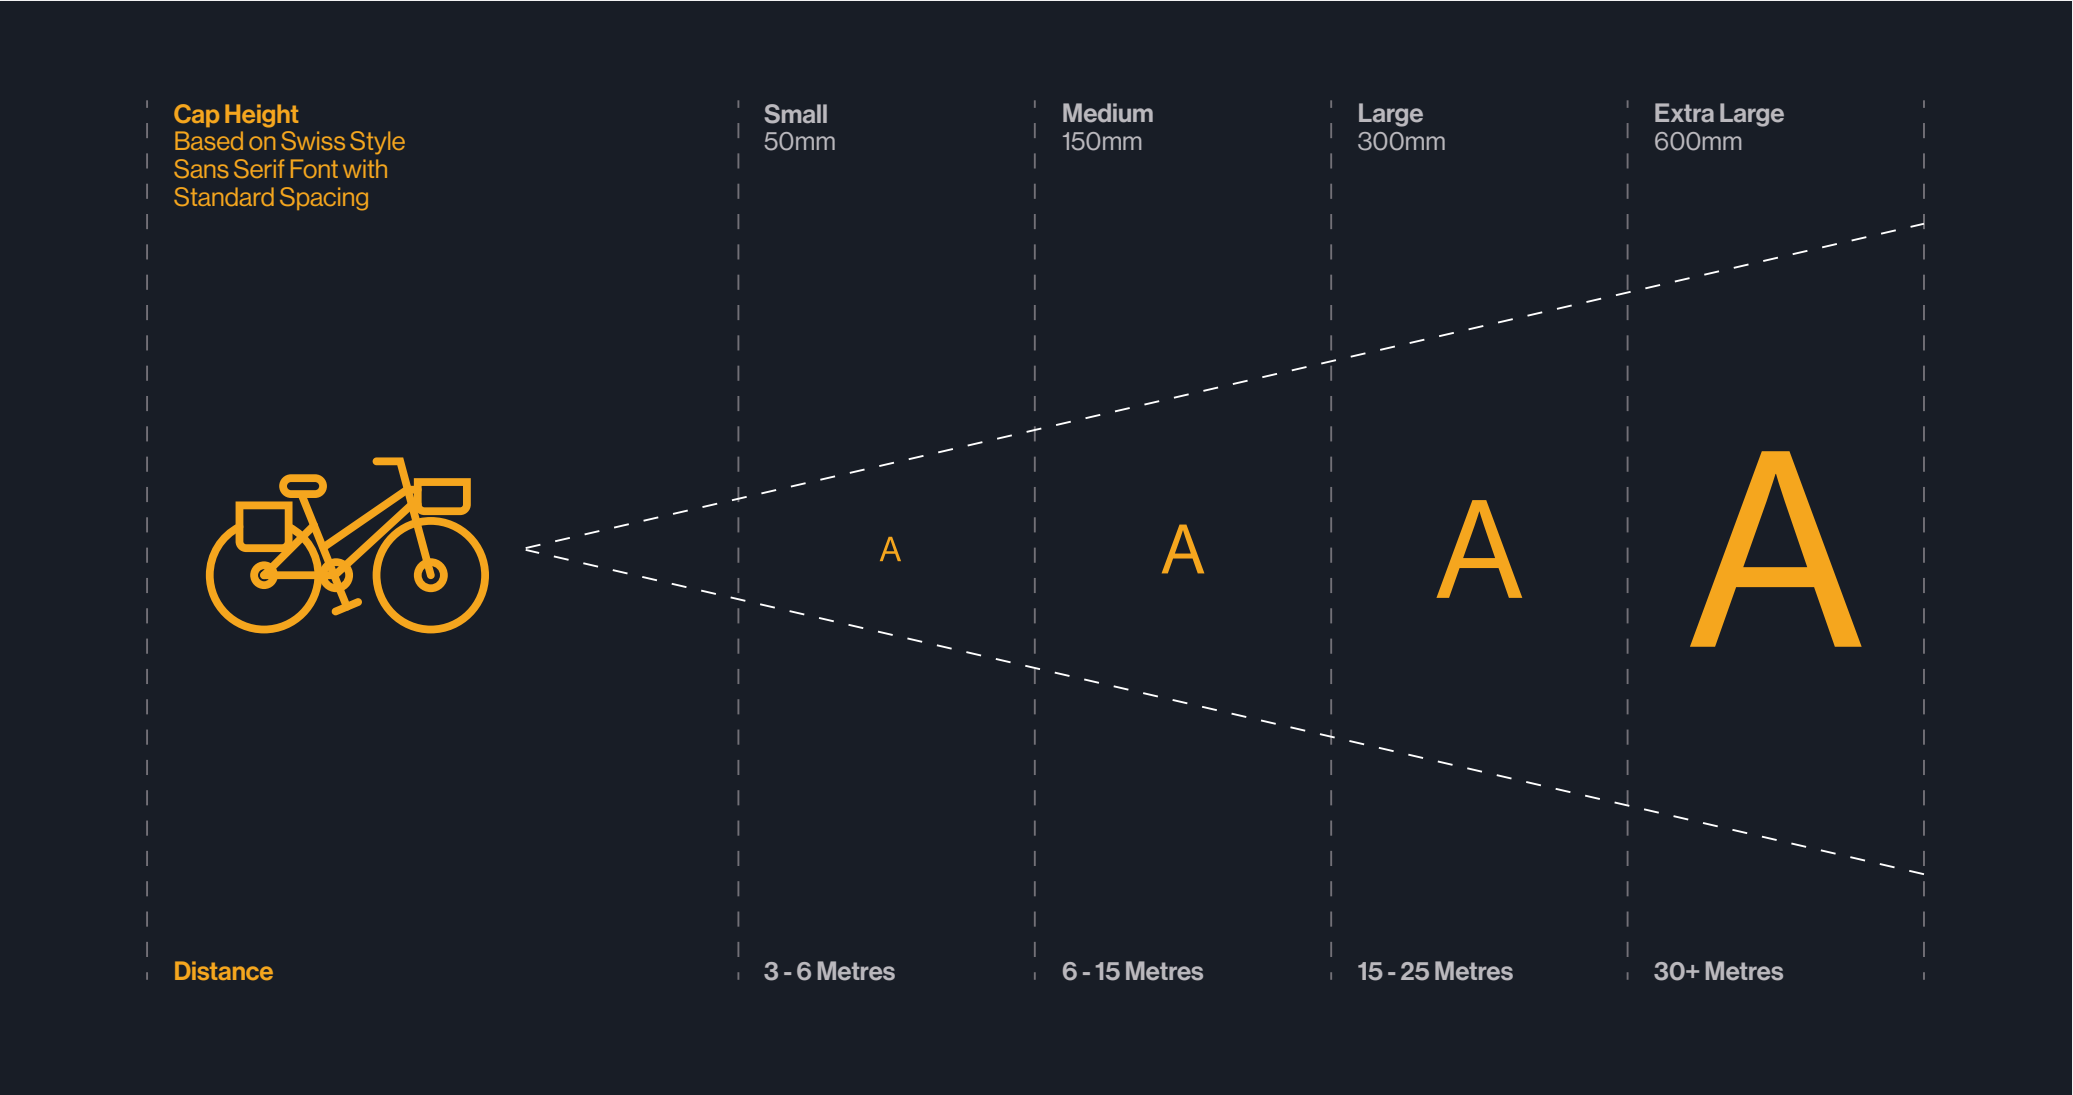 Cap Height
Based on Swiss Style
Sans Serif Font with
Standard Spacing
Small
50mm
Medium
150mm
Large
300mm
Extra Large
600mm
A
A
A
A
Distance
3 - 6 Metres
6 - 15 Metres
15 - 25 Metres
30+ Metres